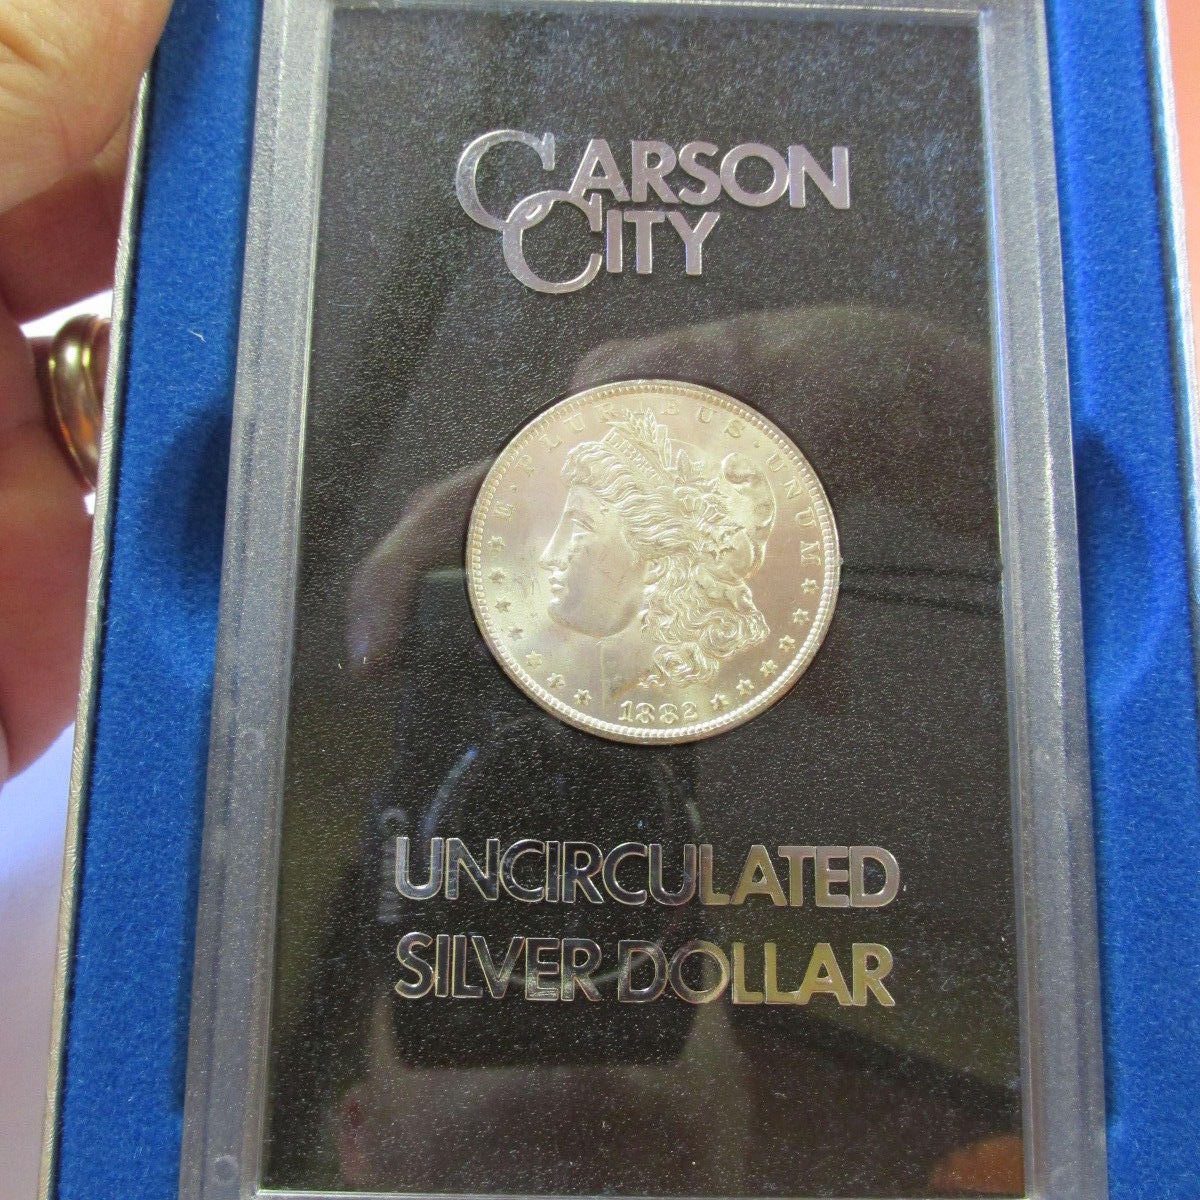 CARSON
CITY
E·PLURIBUS·UNUM
LIBERTY
1882
UNCIRCULATED
SILVER DOLLAR